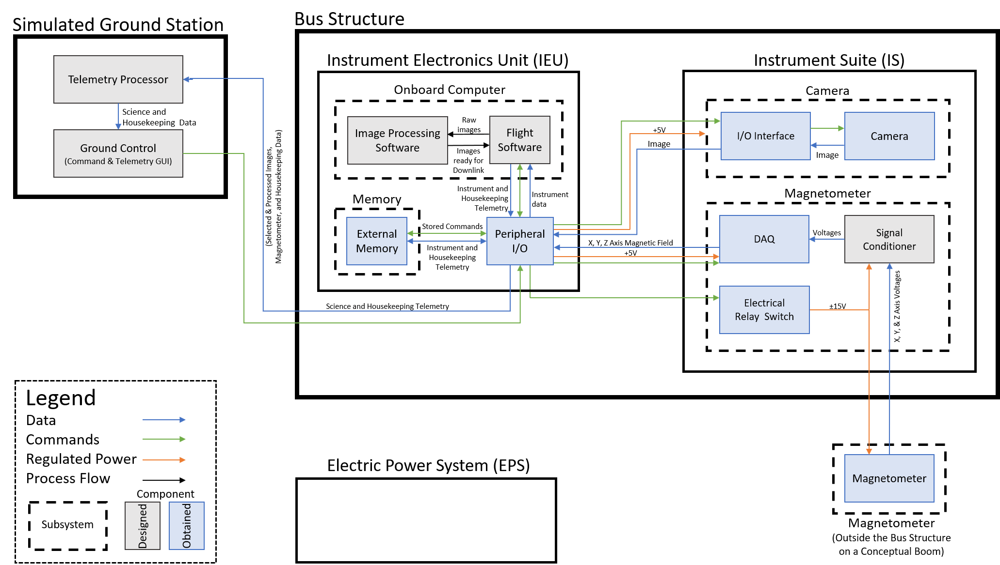 Simulated Ground Station
Telemetry Processor
Science and
Housekeeping Data
Ground Control
(Command & Telemetry GUI)
(Selected & Processed Images,
Magnetometer, and Housekeeping Data)
Bus Structure
Instrument Electronics Unit (IEU)
Onboard Computer
Image Processing
Software
Raw
images
Images
ready for
Downlink
Flight
Software
Instrument and
Housekeeping
Telemetry
Instrument
data
Memory
External
Memory
Stored Commands
Instrument and
Housekeeping
Telemetry
Peripheral
I/O
Science and Housekeeping Telemetry
+5V
Image
X, Y, Z Axis Magnetic Field
+5V
Instrument Suite (IS)
Camera
I/O Interface
Image
Camera
Magnetometer
DAQ
Voltages
Signal
Conditioner
Electrical
Relay Switch
±15V
X, Y, & Z Axis Voltages
Magnetometer
Magnetometer
(Outside the Bus Structure
on a Conceptual Boom)
Electric Power System (EPS)
Legend
Data
Commands
Regulated Power
Process Flow
Component
Subsystem
Designed
Obtained